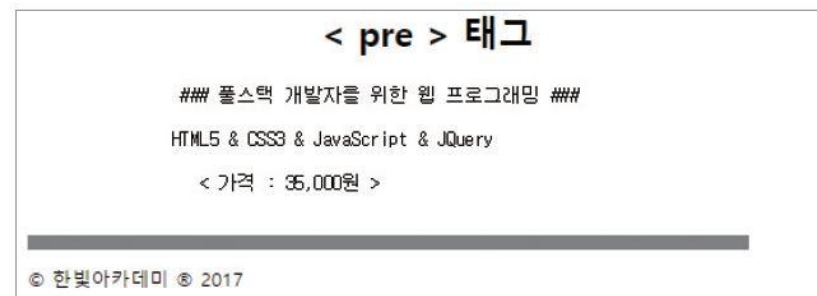 < pre > 태그
### 풀스택 개발자를 위한 웹 프로그래밍 ###
HTML5 & CSS3 & JavaScript & JQuery
< 가격 : 35,000원 >
© 한빛아카데미 ® 2017